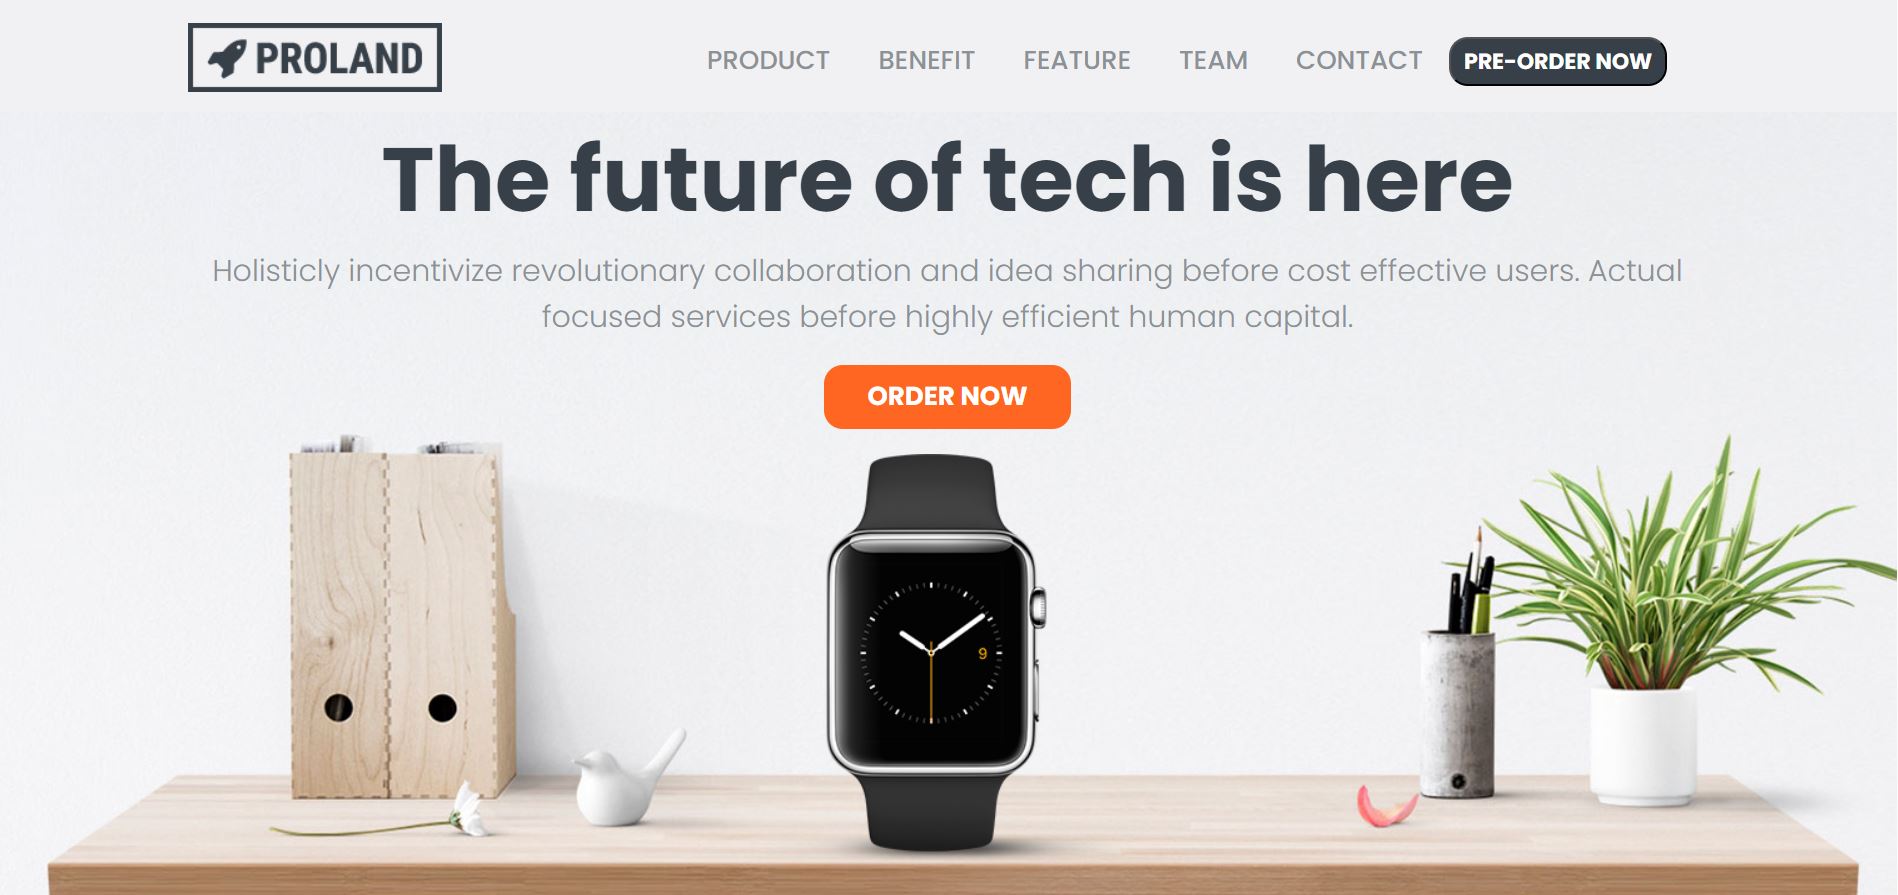 PROLAND
PRODUCT BENEFIT FEATURE TEAM CONTACT PRE-ORDER NOW
The future of tech is here
Holisticly incentivize revolutionary collaboration and idea sharing before cost effective users. Actual
focused services before highly efficient human capital.
ORDER NOW
9